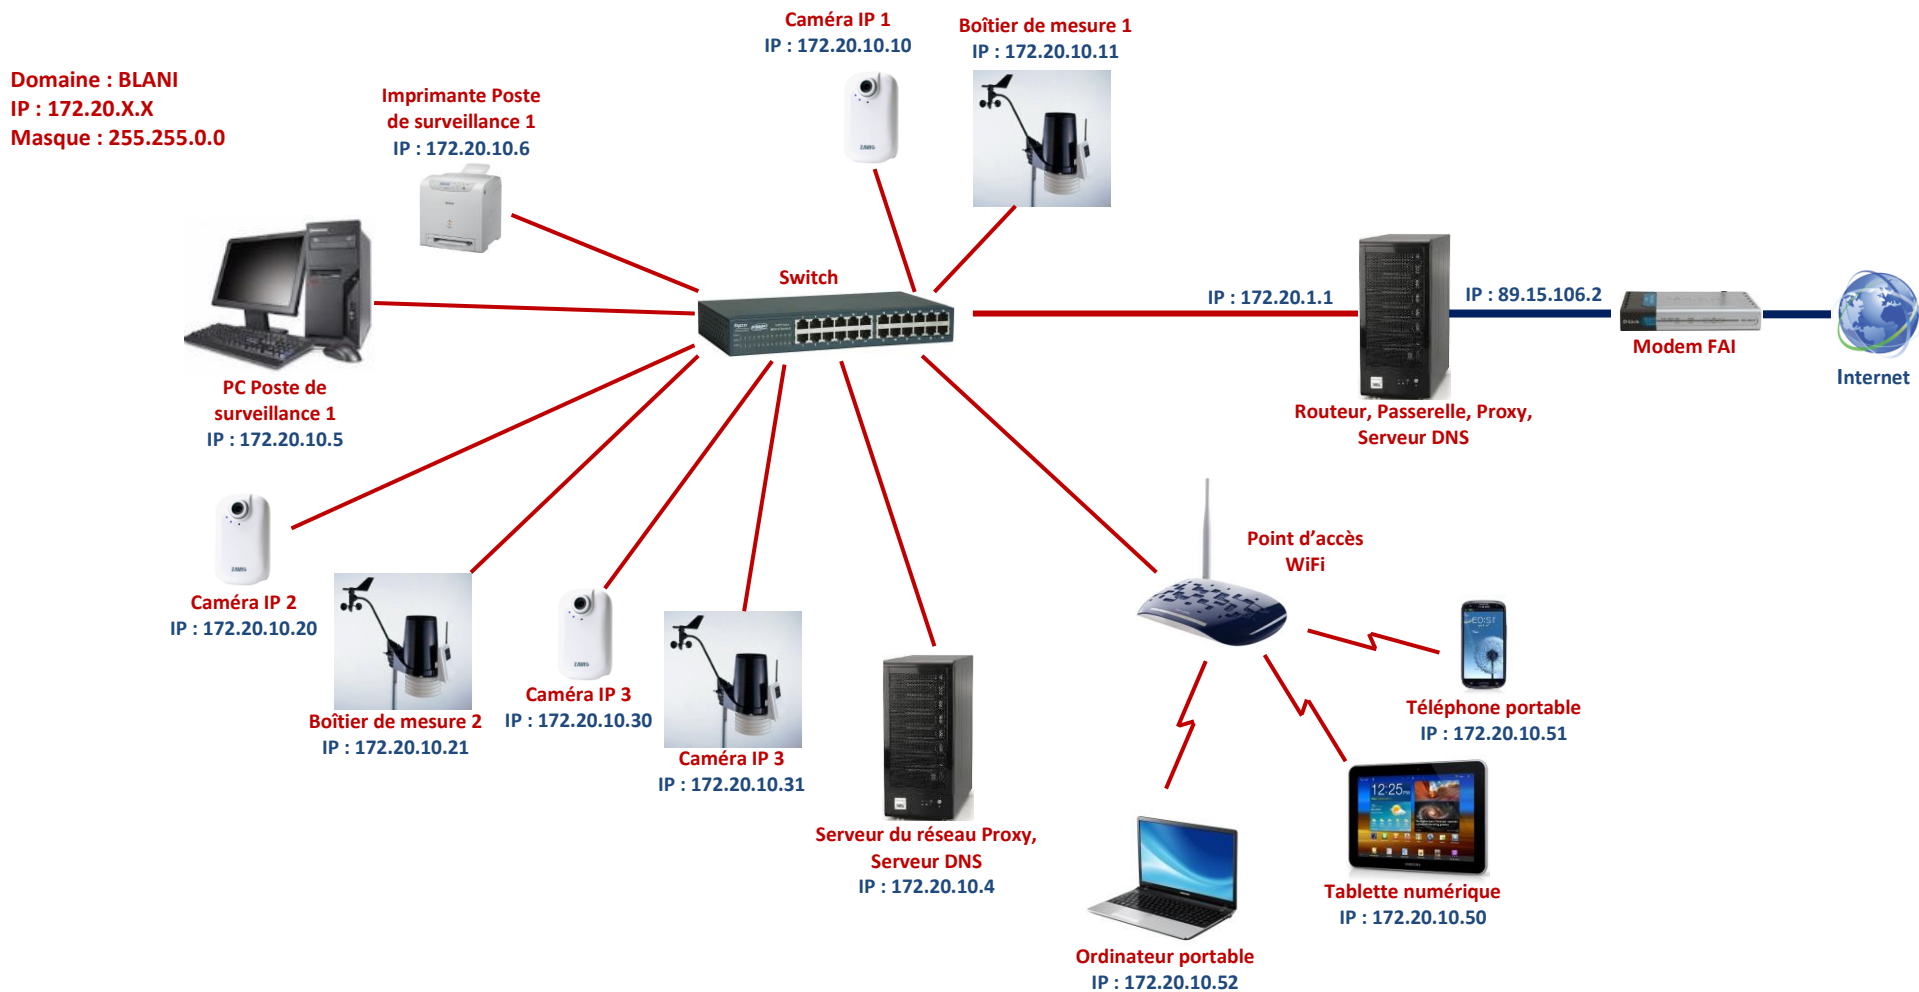 Domaine : BLANI
IP : 172.20.X.X
Masque : 255.255.0.0
Imprimante Poste
de surveillance 1
IP : 172.20.10.6
Caméra IP 1
IP : 172.20.10.10
Boîtier de mesure 1
IP : 172.20.10.11
PC Poste de
surveillance 1
IP : 172.20.10.5
Switch
IP : 172.20.1.1
Routeur, Passerelle, Proxy,
Serveur DNS
IP : 89.15.106.2
Modem FAI
Internet
Caméra IP 2
IP : 172.20.10.20
Boîtier de mesure 2
IP : 172.20.10.21
Caméra IP 3
IP : 172.20.10.30
Caméra IP 3
IP : 172.20.10.31
Serveur du réseau Proxy,
Serveur DNS
IP : 172.20.10.4
Point d’accès
WiFi
Téléphone portable
IP : 172.20.10.51
12:25
Tablette numérique
IP : 172.20.10.50
Ordinateur portable
IP : 172.20.10.52